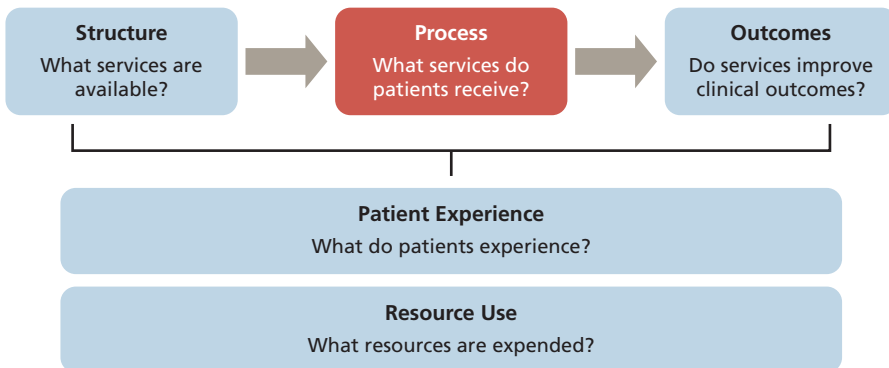 Structure
What services are
available?
Process
What services do
patients receive?
Outcomes
Do services improve
clinical outcomes?
Patient Experience
What do patients experience?
Resource Use
What resources are expended?